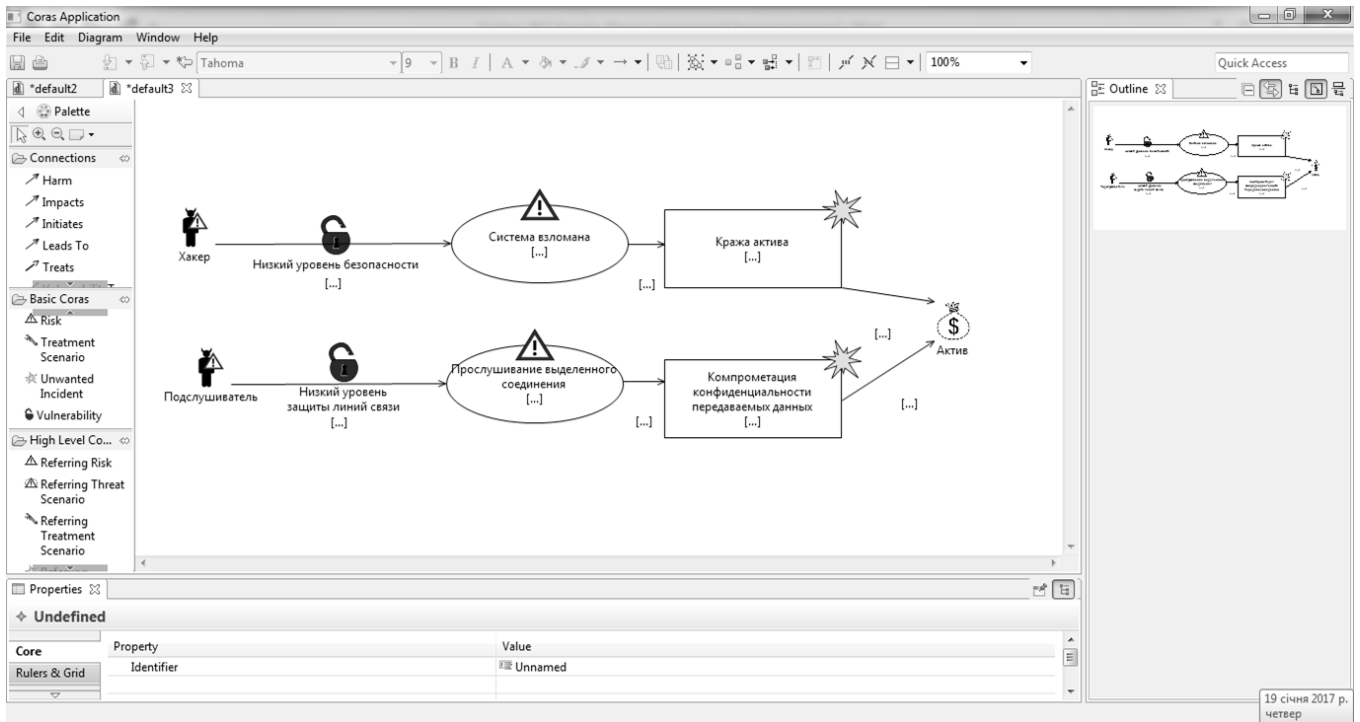 Coras Application
File Edit Diagram Window Help
Tahoma 9 B I A 100% Quick Access
*default2 *default3
Palette
Connections
Harm
Impacts
Initiates
Leads To
Treats
Basic Coras
Risk
Treatment
Scenario
Unwanted
Incident
Vulnerability
High Level Co...
Referring Risk
Referring Threat
Scenario
Referring
Treatment
Scenario
Хакер
Низкий уровень безопасности
[...]
Система взломана
[...]
[...]
Кража актива
[...]
Подслушиватель
Низкий уровень
защиты линий связи
[...]
Прослушивание выделенного
соединения
[...]
[...]
Компрометация
конфиденциальности
передаваемых данных
[...]
[...]
[...]
$
Актив
Outline
Properties
Undefined
Core
Rulers & Grid
Property Value
Identifier Unnamed
19 січня 2017 р.
четвер